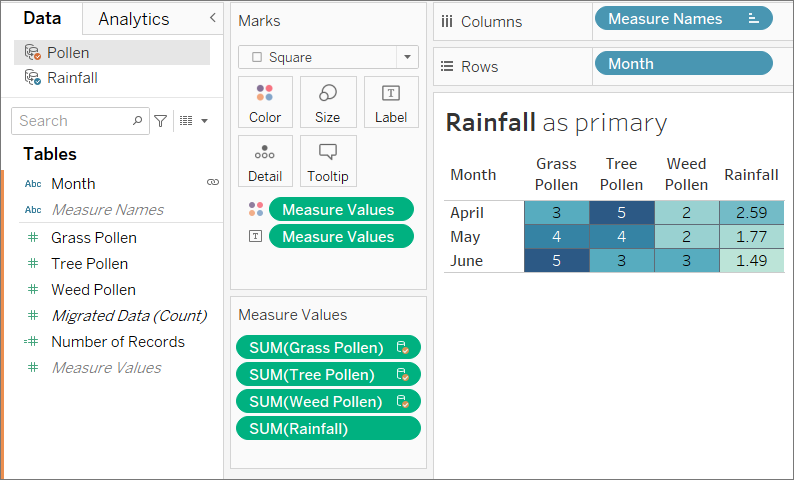 Data
Analytics
Pollen
Rainfall
Search
Tables
Abc Month
Abc Measure Names
Grass Pollen
Tree Pollen
Weed Pollen
Migrated Data (Count)
Number of Records
Measure Values
Marks
Square
Color Size Label
Detail Tooltip
Measure Values
Measure Values
Measure Values
SUM(Grass Pollen)
SUM(Tree Pollen)
SUM(Weed Pollen)
SUM(Rainfall)
Columns Measure Names
Rows Month
Rainfall as primary
Month Grass Pollen Tree Pollen Weed Pollen Rainfall
April 3 5 2 2.59
May 4 4 2 1.77
June 5 3 3 1.49